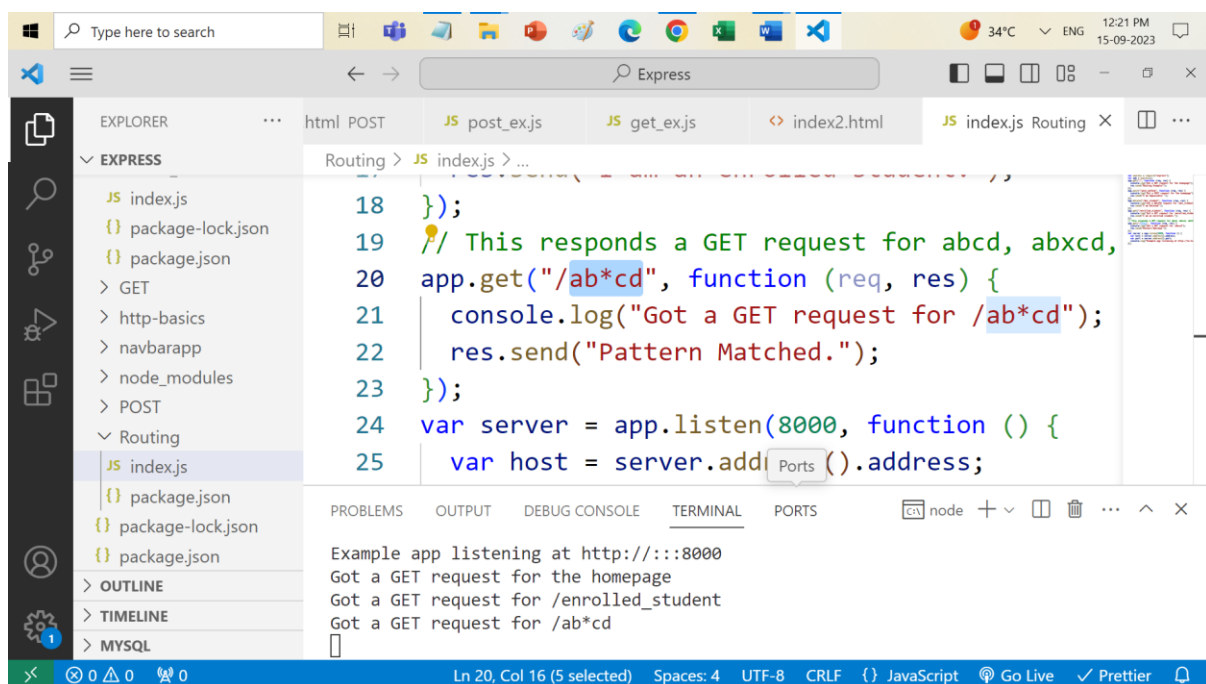 Type here to search
1
34°C
ENG
12:21 PM
15-09-2023
Express
EXPLORER
html POST
JS post_ex.js
JS get_ex.js
<> index2.html
JS index.js Routing
EXPRESS
Routing > JS index.js > ...
JS index.js
{} package-lock.json
{} package.json
> GET
> http-basics
> navbarapp
> node_modules
> POST
Routing
JS index.js
{} package.json
{} package-lock.json
{} package.json
> OUTLINE
> TIMELINE
> MYSQL
18 });
19 // This responds a GET request for abcd, abxcd,
20 app.get("/ab*cd", function (req, res) {
21 console.log("Got a GET request for /ab*cd");
22 res.send("Pattern Matched.");
23 });
24 var server = app.listen(8000, function () {
25 var host = server.add ().address;
Ports
PROBLEMS OUTPUT DEBUG CONSOLE TERMINAL PORTS
node
Example app listening at http://:::8000
Got a GET request for the homepage
Got a GET request for /enrolled_student
Got a GET request for /ab*cd
1
0 0 0 Ln 20, Col 16 (5 selected) Spaces: 4 UTF-8 CRLF {} JavaScript Go Live Prettier